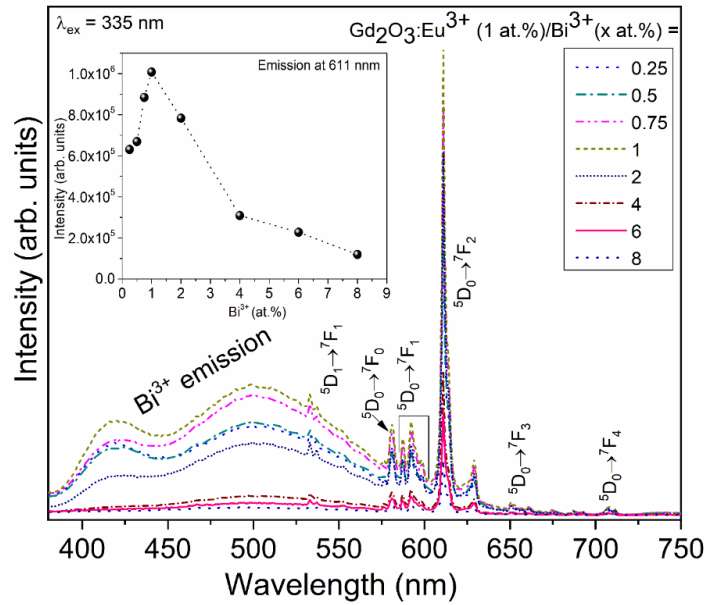 λex = 335 nm
Gd2O3:Eu3+ (1 at.%)/Bi3+(x at.%) =
0.25
0.5
0.75
1
2
4
6
8
Emission at 611 nnm
1.0x10^6
8.0x10^5
6.0x10^5
4.0x10^5
2.0x10^5
0.0
Intensity (arb. units)
0 1 2 3 4 5 6 7 8 9
Bi3+(at.%)
Bi3+ emission
5D1→7F1
5D0→7F0
5D0→7F1
5D0→7F2
5D0→7F3
5D0→7F4
Intensity (arb. units)
400 450 500 550 600 650 700 750
Wavelength (nm)